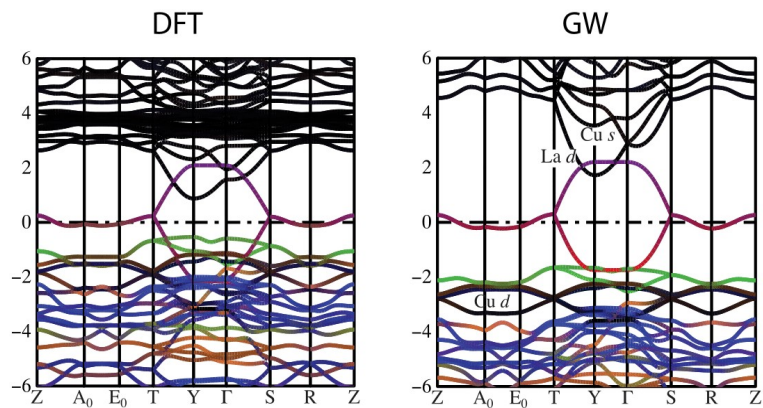 DFT
GW
6
4
2
0
−2
−4
−6
Z A₀ E₀ T Y Γ S R Z
6
4
2
0
−2
−4
−6
Cu s
La d
Cu d
Z A₀ E₀ T Y Γ S R Z